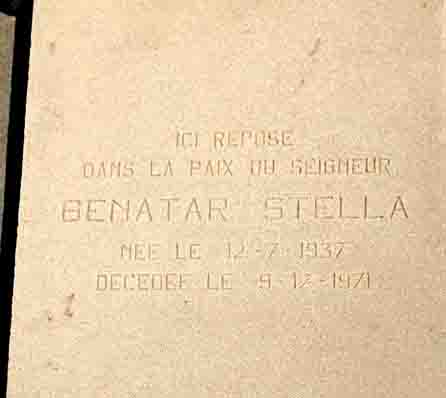 ICI REPOSE
DANS LA PAIX DU SEIGNEUR
BENATAR STELLA
NEE LE 12-7-1937
DECEDEE LE 9-12-1971